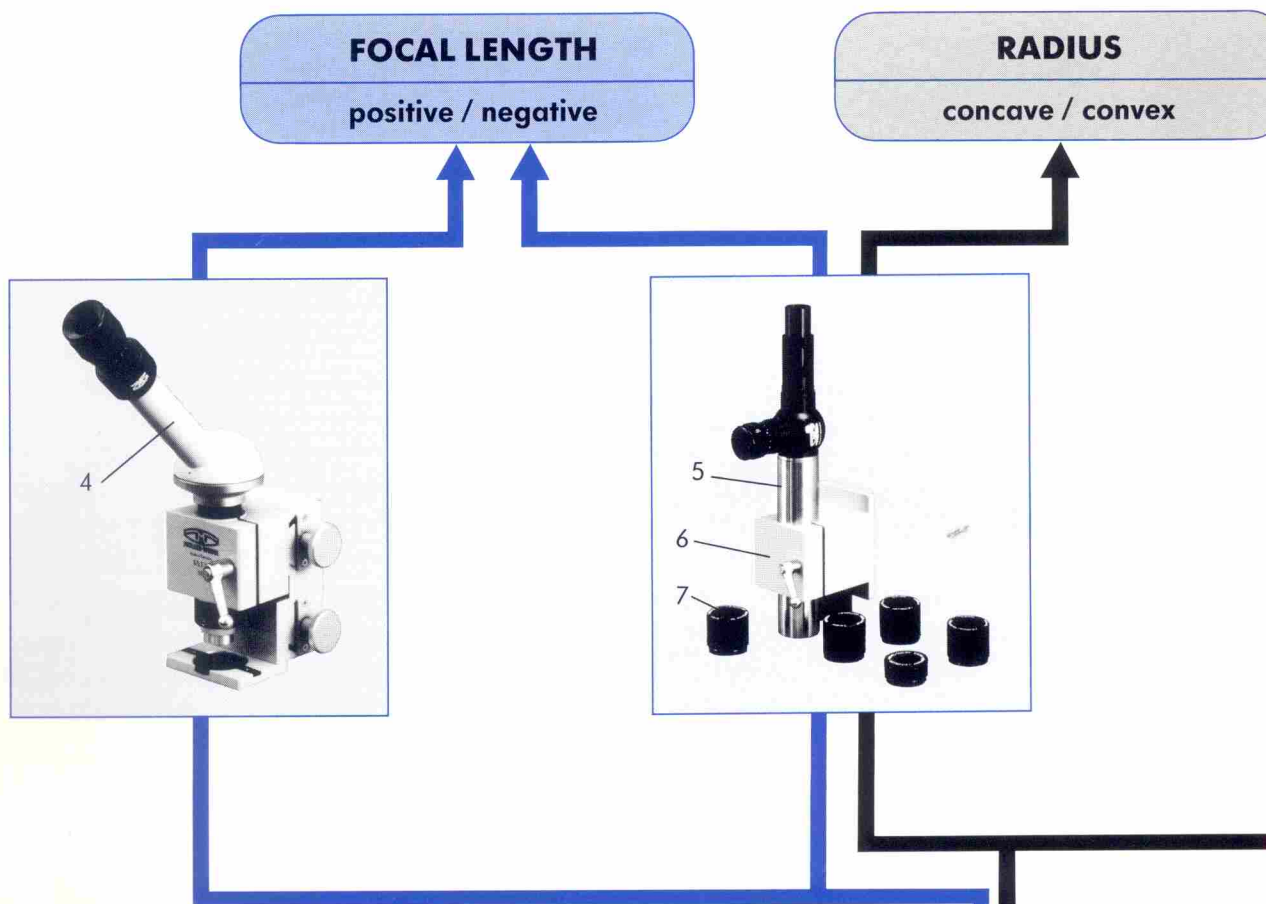 FOCAL LENGTH
positive / negative
RADIUS
concave / convex
4
5
6
7